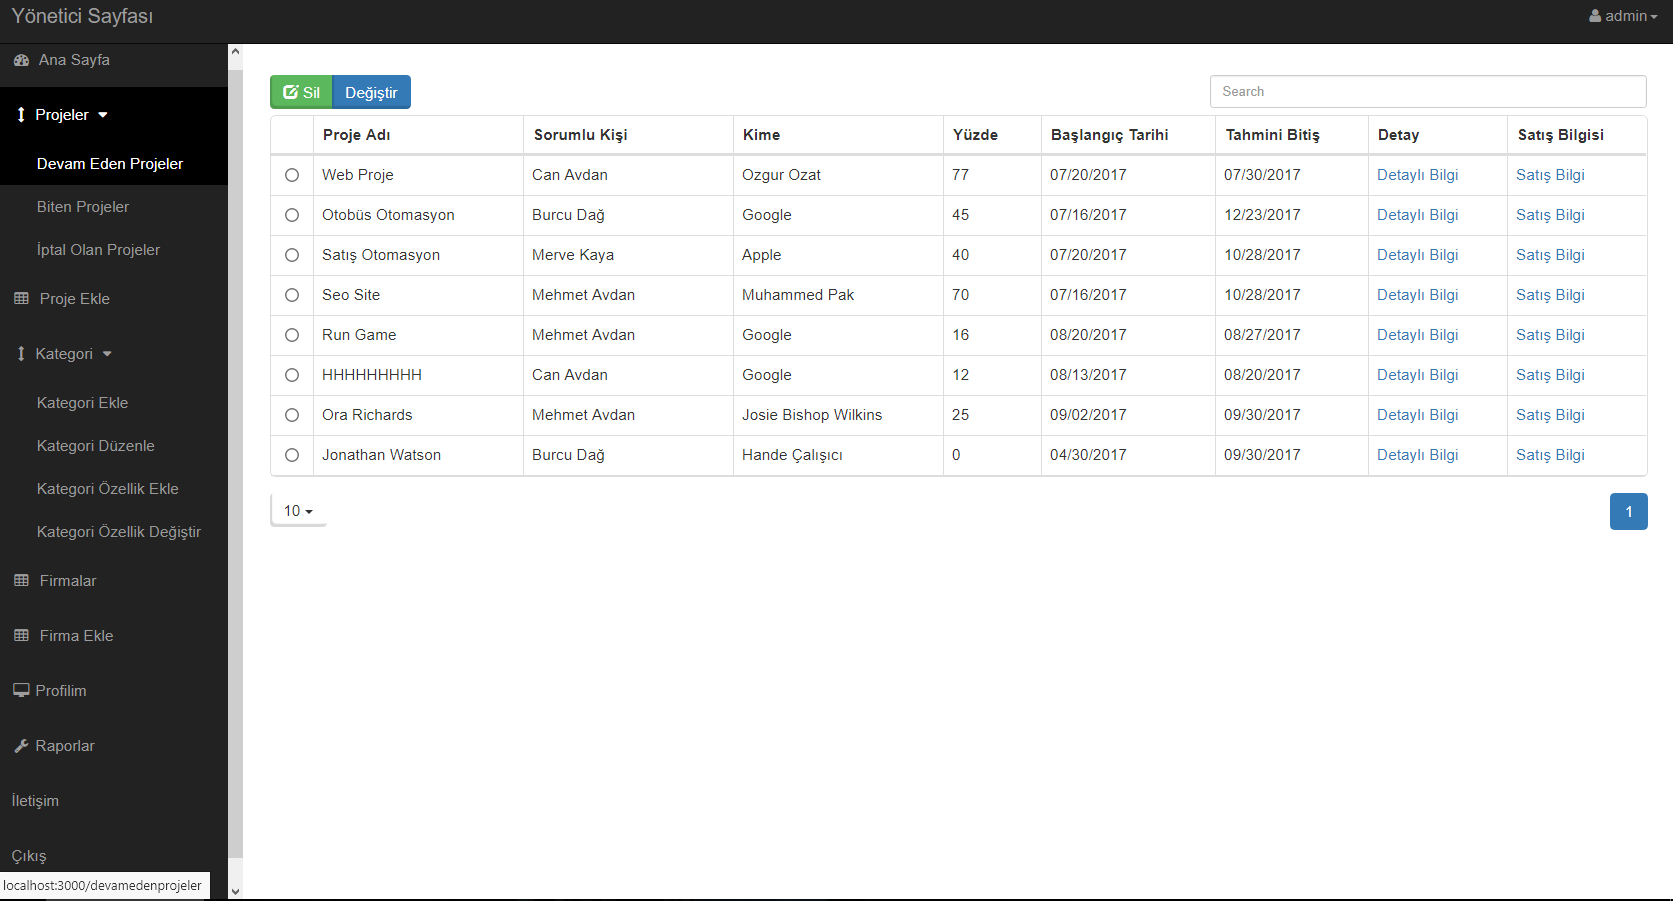 Yönetici Sayfası
admin
Ana Sayfa
Projeler
Devam Eden Projeler
Biten Projeler
İptal Olan Projeler
Proje Ekle
Kategori
Kategori Ekle
Kategori Düzenle
Kategori Özellik Ekle
Kategori Özellik Değiştir
Firmalar
Firma Ekle
Profilim
Raporlar
İletişim
Çıkış
localhost:3000/devamedenprojeler
Sil Değiştir
Search
Proje Adı Sorumlu Kişi Kime Yüzde Başlangıç Tarihi Tahmini Bitiş Detay Satış Bilgisi
Web Proje Can Avdan Ozgur Ozat 77 07/20/2017 07/30/2017 Detaylı Bilgi Satış Bilgi
Otobüs Otomasyon Burcu Dağ Google 45 07/16/2017 12/23/2017 Detaylı Bilgi Satış Bilgi
Satış Otomasyon Merve Kaya Apple 40 07/20/2017 10/28/2017 Detaylı Bilgi Satış Bilgi
Seo Site Mehmet Avdan Muhammed Pak 70 07/16/2017 10/28/2017 Detaylı Bilgi Satış Bilgi
Run Game Mehmet Avdan Google 16 08/20/2017 08/27/2017 Detaylı Bilgi Satış Bilgi
HHHHHHHHH Can Avdan Google 12 08/13/2017 08/20/2017 Detaylı Bilgi Satış Bilgi
Ora Richards Mehmet Avdan Josie Bishop Wilkins 25 09/02/2017 09/30/2017 Detaylı Bilgi Satış Bilgi
Jonathan Watson Burcu Dağ Hande Çalışıcı 0 04/30/2017 09/30/2017 Detaylı Bilgi Satış Bilgi
10
1